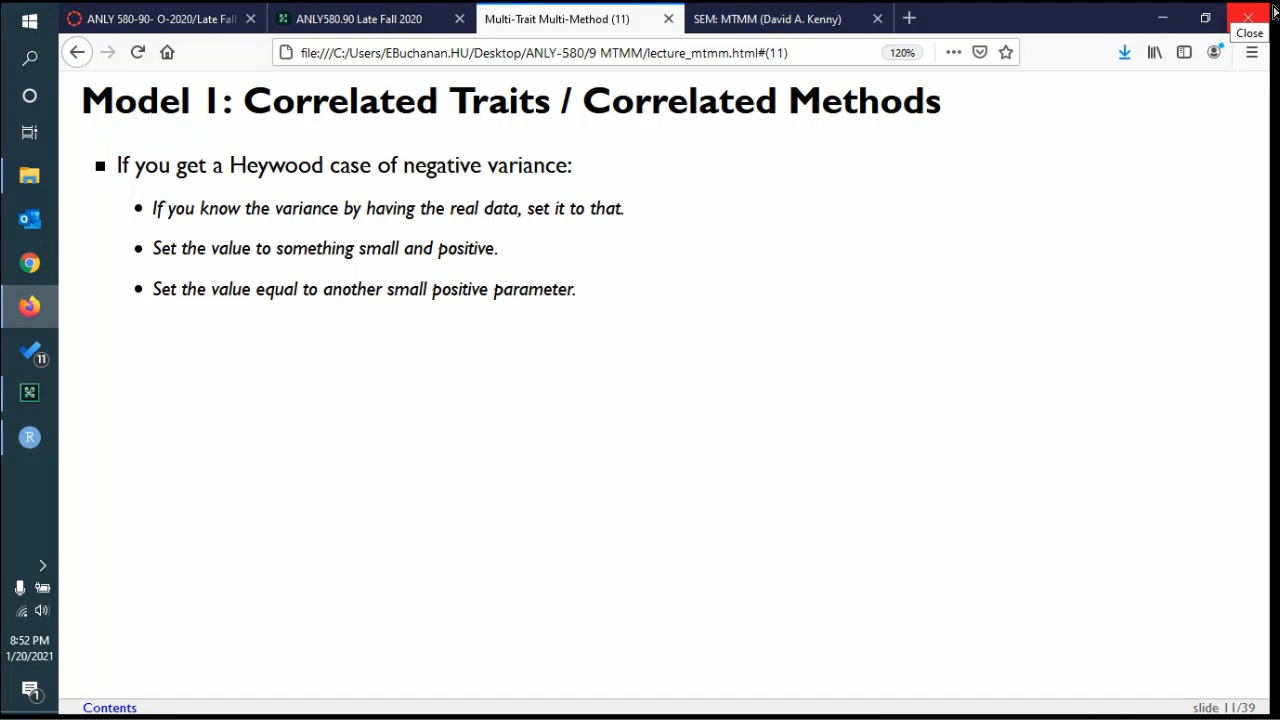 ANLY 580-90- O-2020/Late Fall
ANLY580.90 Late Fall 2020
Multi-Trait Multi-Method (11)
SEM: MTMM (David A. Kenny)
Close
file:///C:/Users/EBuchanan.HU/Desktop/ANLY-580/9 MTMM/lecture_mtmm.html#(11)
120%
Model 1: Correlated Traits / Correlated Methods
If you get a Heywood case of negative variance:
If you know the variance by having the real data, set it to that.
Set the value to something small and positive.
Set the value equal to another small positive parameter.
11
R
8:52 PM
1/20/2021
1
Contents
slide 11/39